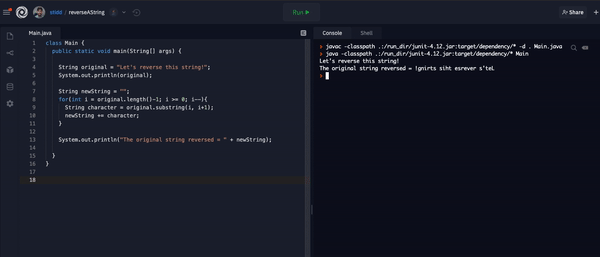 / reverseAString
Run
Share
Main.java
1 class Main {
2 public static void main(String[] args) {
3
4 String original = "Let's reverse this string!";
5 System.out.println(original);
6
7 String newString = "";
8 for(int i = original.length()-1; i >= 0; i--){
9 String character = original.substring(i, i+1);
10 newString += character;
11 }
12
13 System.out.println("The original string reversed = " + newString);
14
15 }
16 }
17
18
Console Shell
> javac -classpath .:/run_dir/junit-4.12.jar:target/dependency/* -d . Main.java
> java -classpath .:/run_dir/junit-4.12.jar:target/dependency/* Main
Let's reverse this string!
The original string reversed = !gnirts siht esrever s'teL
>